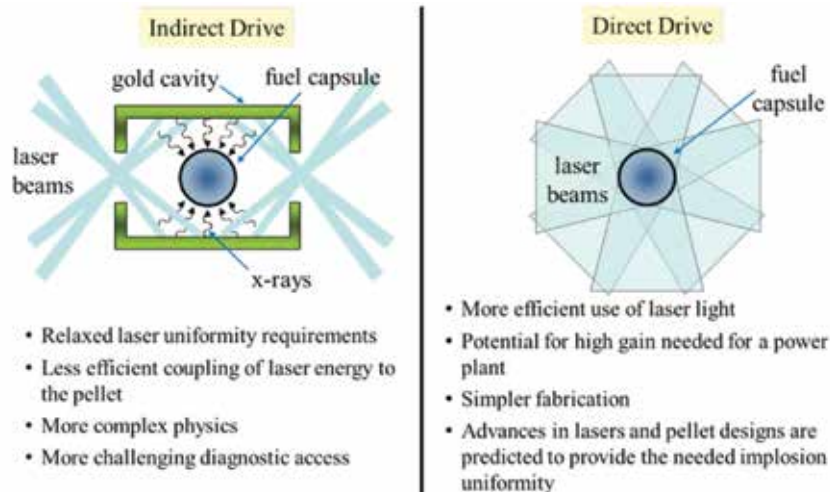 Indirect Drive
gold cavity
fuel capsule
laser
beams
x-rays
• Relaxed laser uniformity requirements
• Less efficient coupling of laser energy to
the pellet
• More complex physics
• More challenging diagnostic access
Direct Drive
fuel
capsule
laser
beams
• More efficient use of laser light
• Potential for high gain needed for a power
plant
• Simpler fabrication
• Advances in lasers and pellet designs are
predicted to provide the needed implosion
uniformity